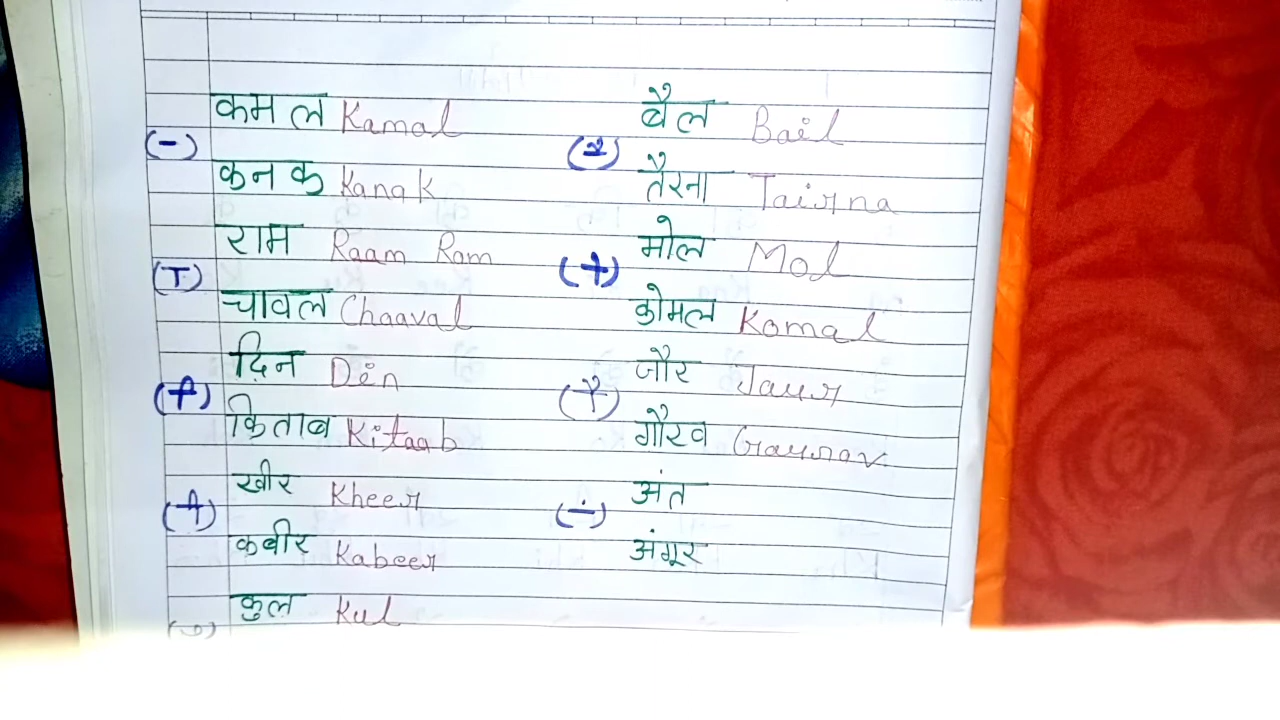 कमल Kamal
(-)
कनक Kanak
राम Raam Ram
(ा)
चावल Chaaval
दिन Din
(ि)
किताब Kitaab
खीर Kheer
(ी)
कबीर Kabeer
कुल Kul
बैल Bail
(ै)
तैरना Tairna
मोल Mol
(ो)
कोमल Komal
जौर Jaur
(ौ)
गौरव Gaurav
अंत
(ं)
अंगूर